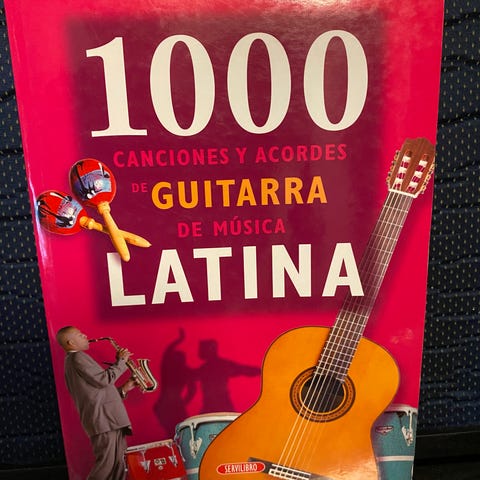 1000
CANCIONES Y ACORDES
DE GUITARRA
DE MÚSICA
LATINA
SERVILIBRO